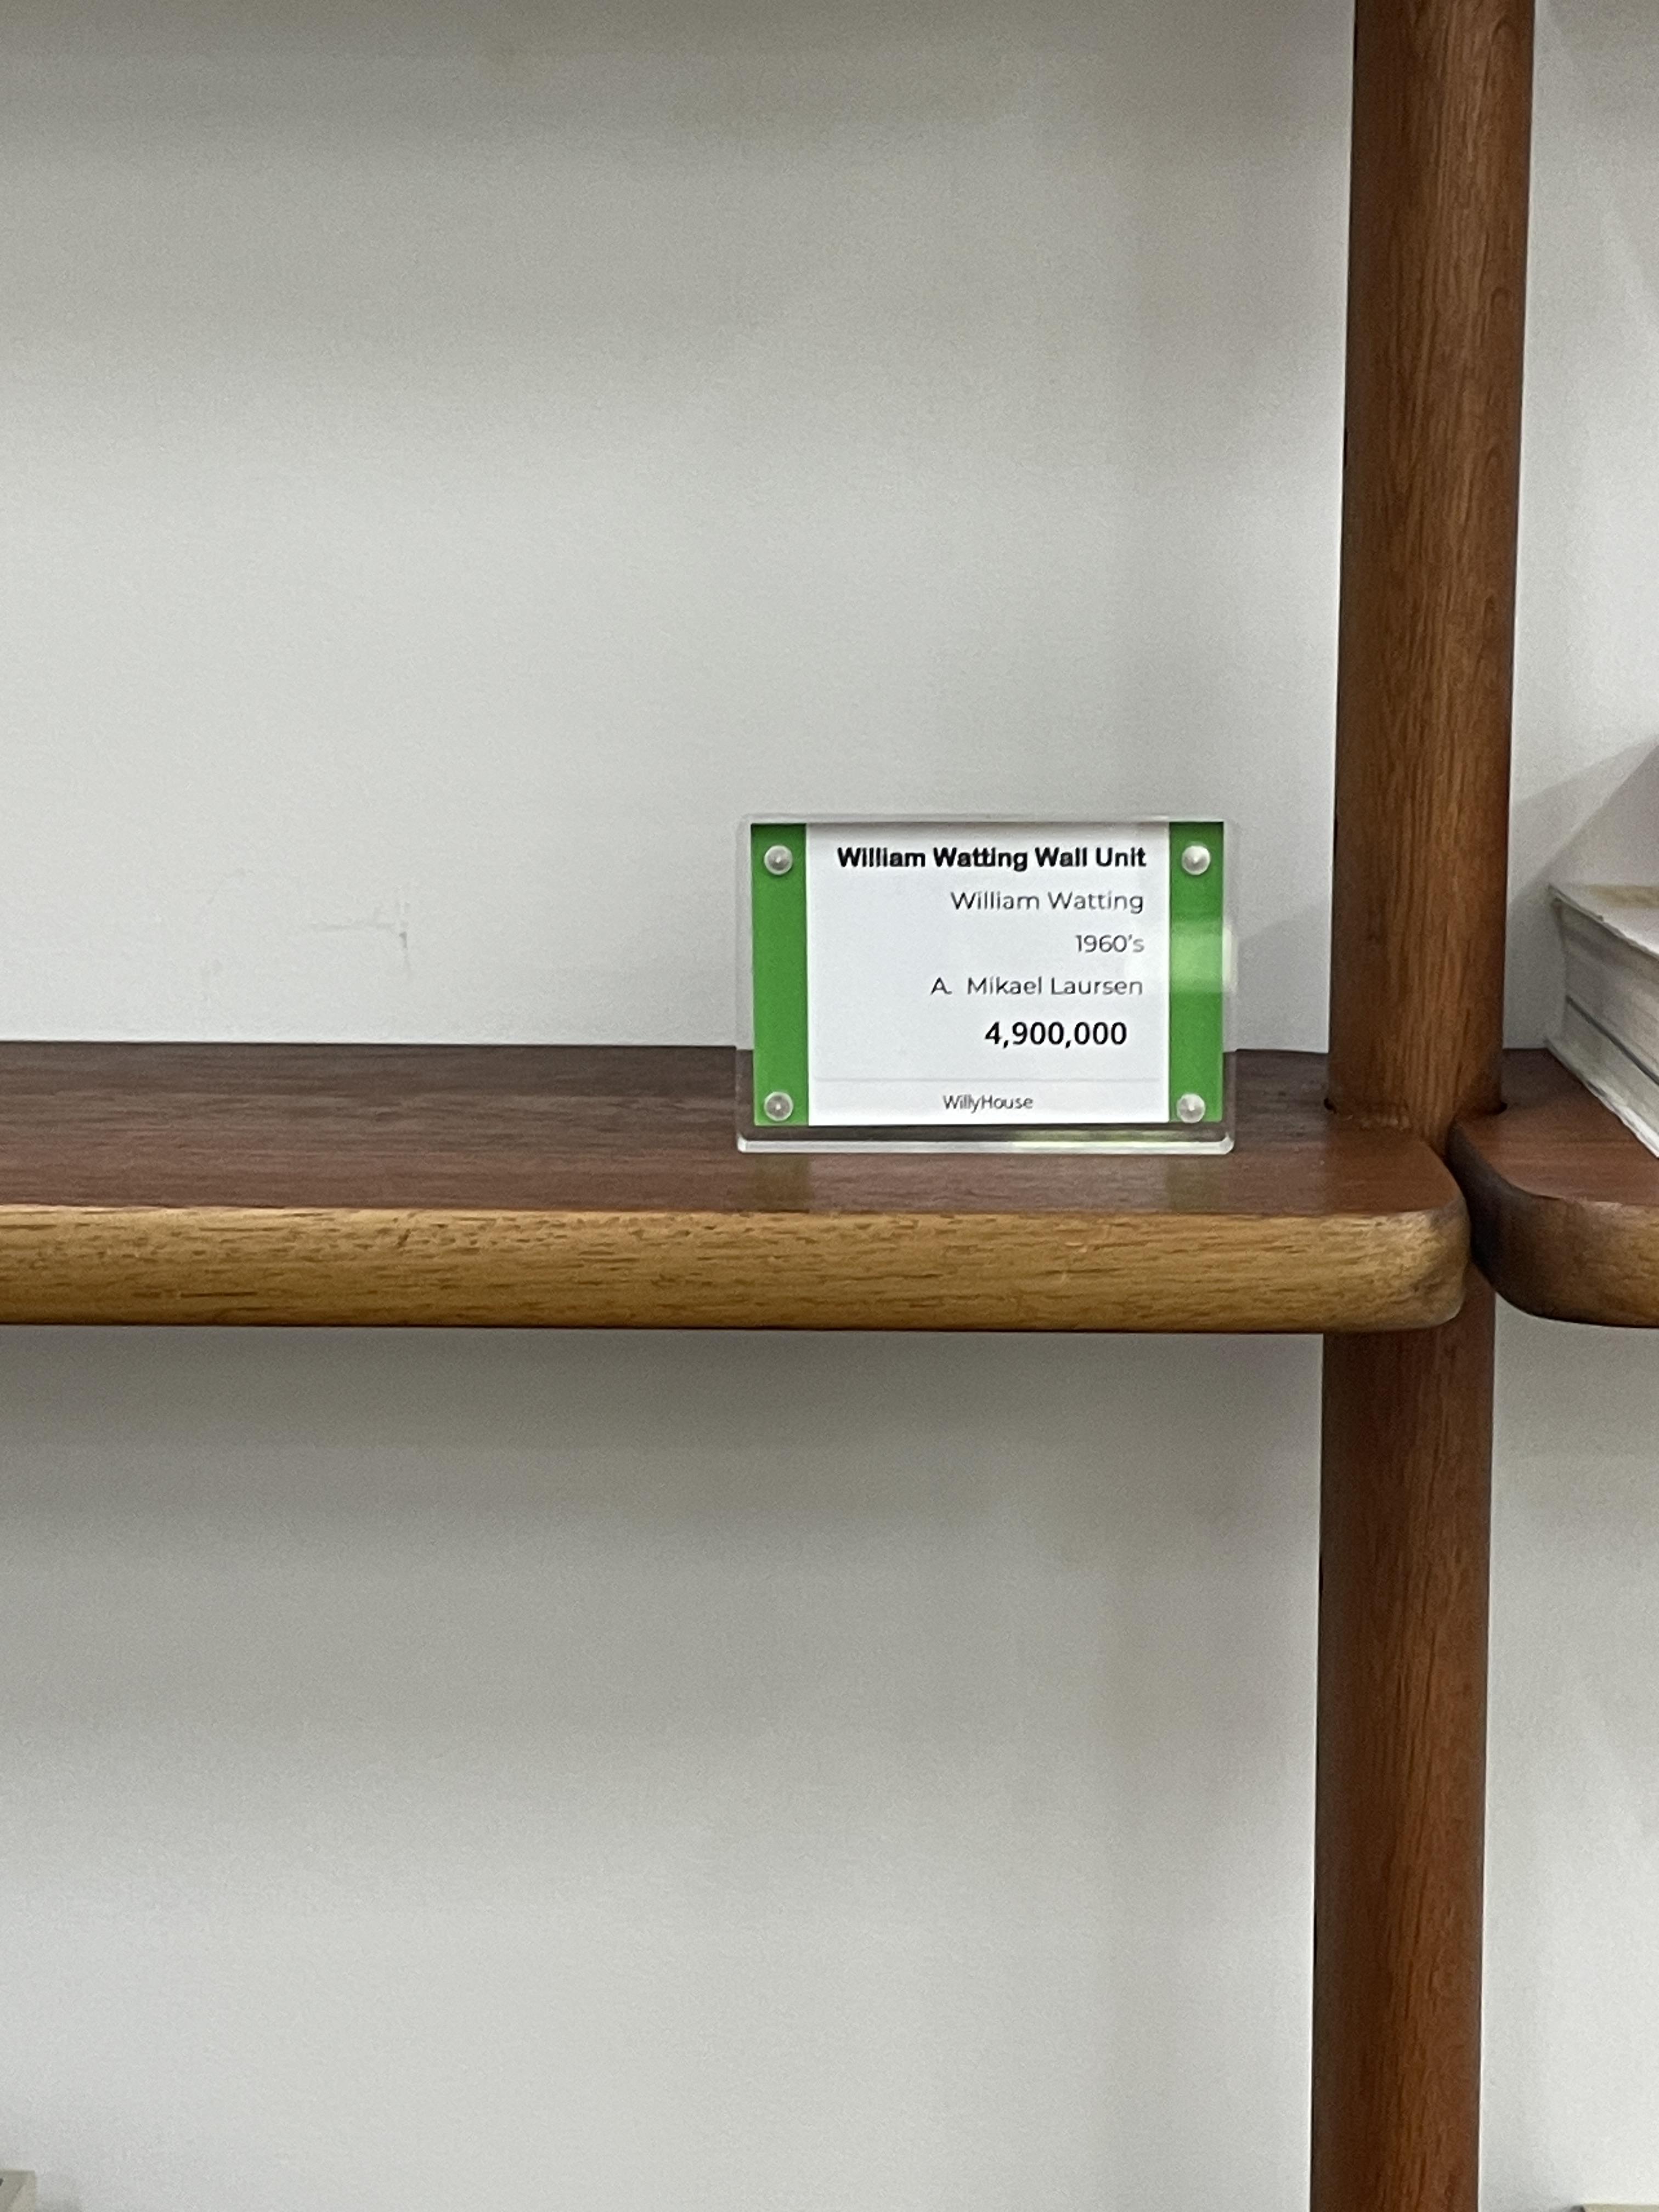 William Watting Wall Unit
William Watting
1960's
A. Mikael Laursen
4,900,000
WillyHouse